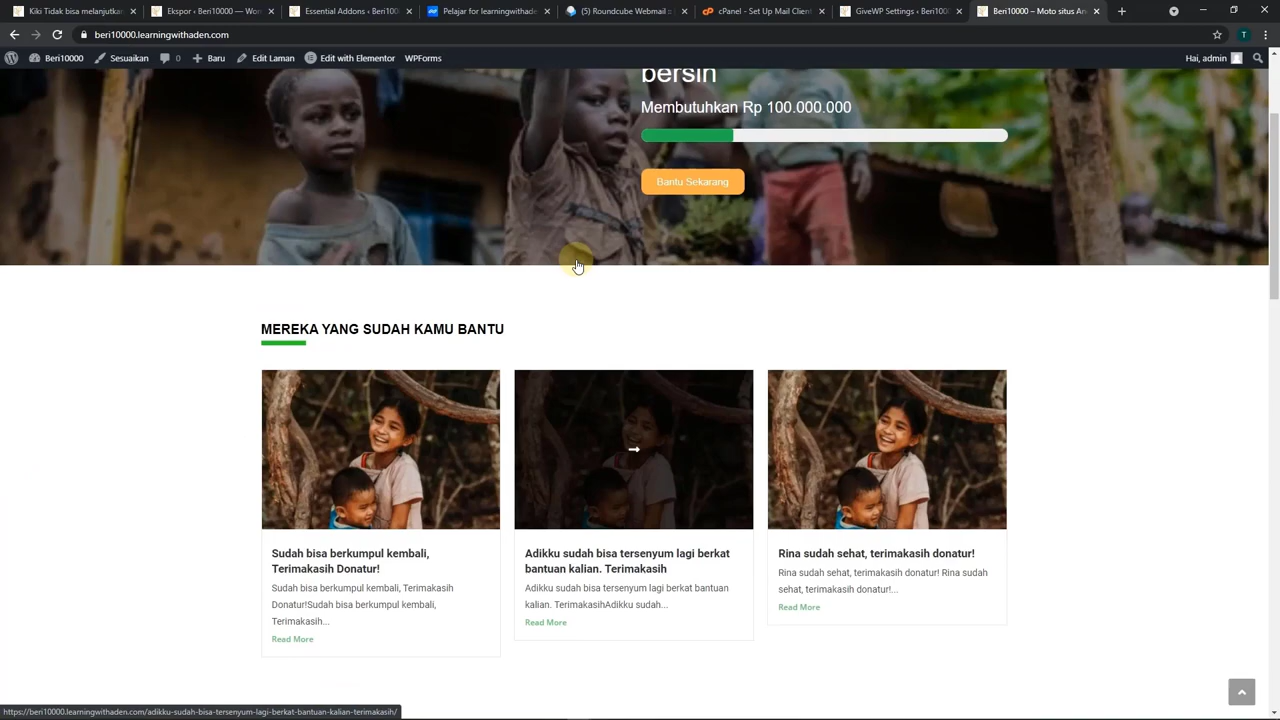 Kiki Tidak bisa melanjutkan
Ekspor ‹ Beri10000 — Wor
Essential Addons ‹ Beri100
Pelajar for learningwithade
Roundcube Webmail ::
cPanel - Set Up Mail Client
SeeWP Settings ‹ Beri100
Beri10000 – Moto situs An
T
beri10000.learningwithaden.com
Beri10000
Sesuaikan
0
Baru
Edit Laman
Edit with Elementor
WPForms
Hai, admin
bersih
Membutuhkan Rp 100.000.000
Bantu Sekarang
MEREKA YANG SUDAH KAMU BANTU
Sudah bisa berkumpul kembali,
Terimakasih Donatur!
Sudah bisa berkumpul kembali, Terimakasih
Donatur!Sudah bisa berkumpul kembali,
Terimakasih...
Read More
Adikku sudah bisa tersenyum lagi berkat
bantuan kalian. Terimakasih
Adikku sudah bisa tersenyum lagi berkat bantuan
kalian. TerimakasihAdikku sudah...
Read More
Rina sudah sehat, terimakasih donatur!
Rina sudah sehat, terimakasih donatur! Rina sudah
sehat, terimakasih donatur!...
Read More
https://beri10000.learningwithaden.com/adikku-sudah-bisa-tersenyum-lagi-berkat-bantuan-kalian-terimakasih/